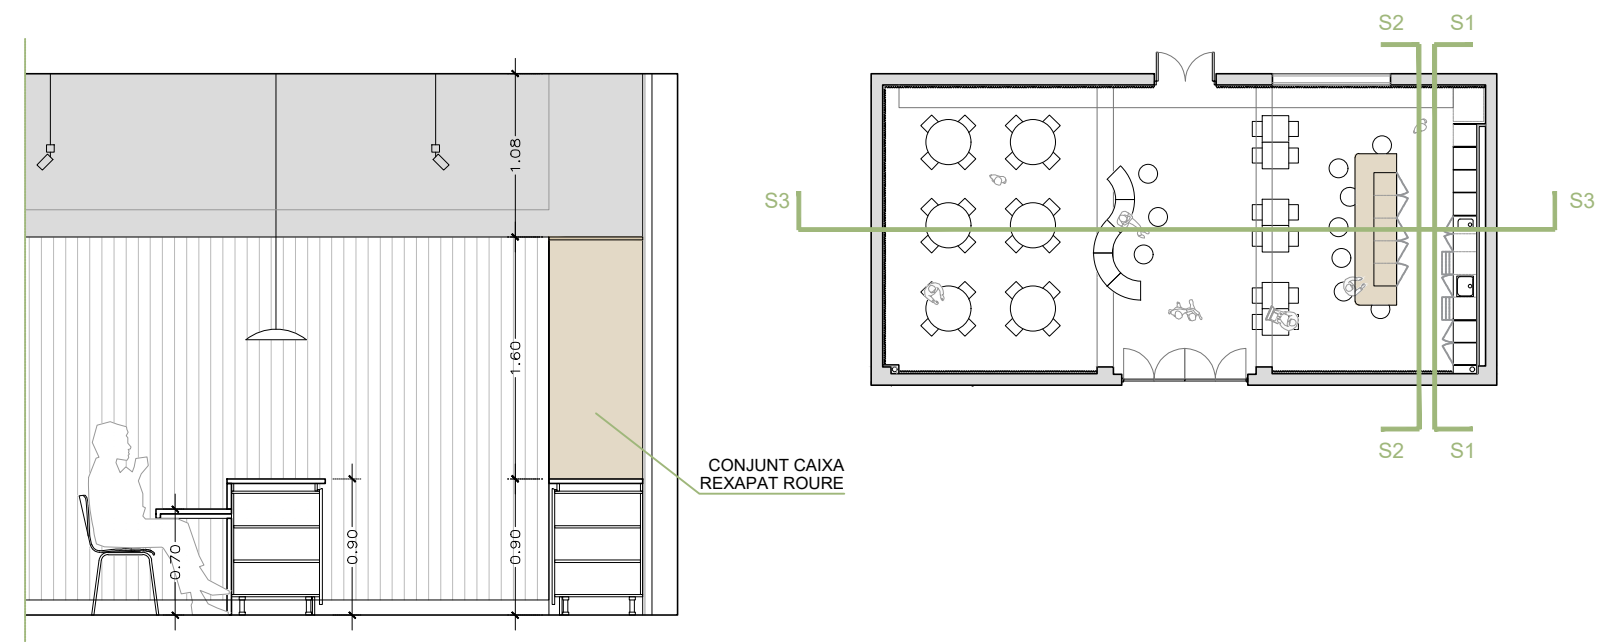 S2
S1
1.08
S3
S3
1.60
S2
S1
CONJUNT CAIXA
REXAPAT ROURE
0.70
0.90
0.90